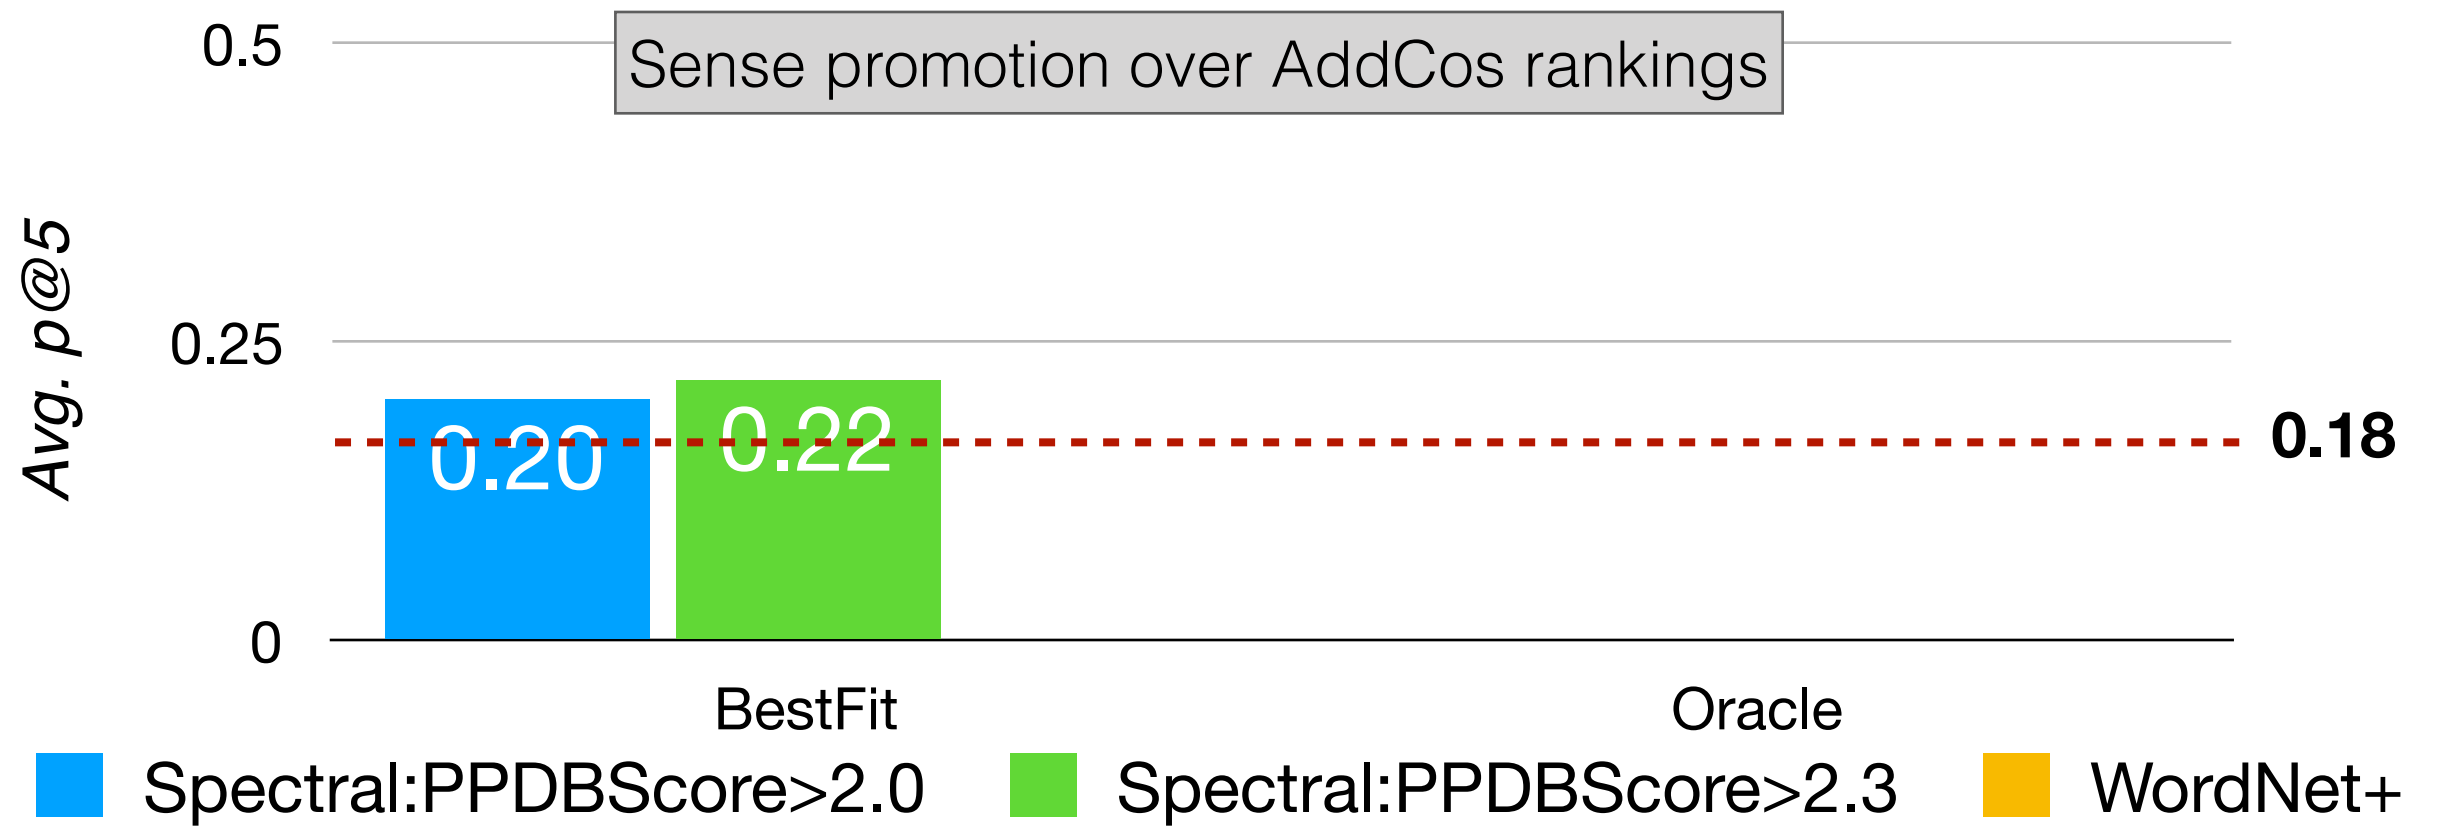 Sense promotion over AddCos rankings
0.5
0.25
0
Avg. p@5
0.20
0.22
0.18
BestFit
Oracle
Spectral:PPDBScore>2.0
Spectral:PPDBScore>2.3
WordNet+